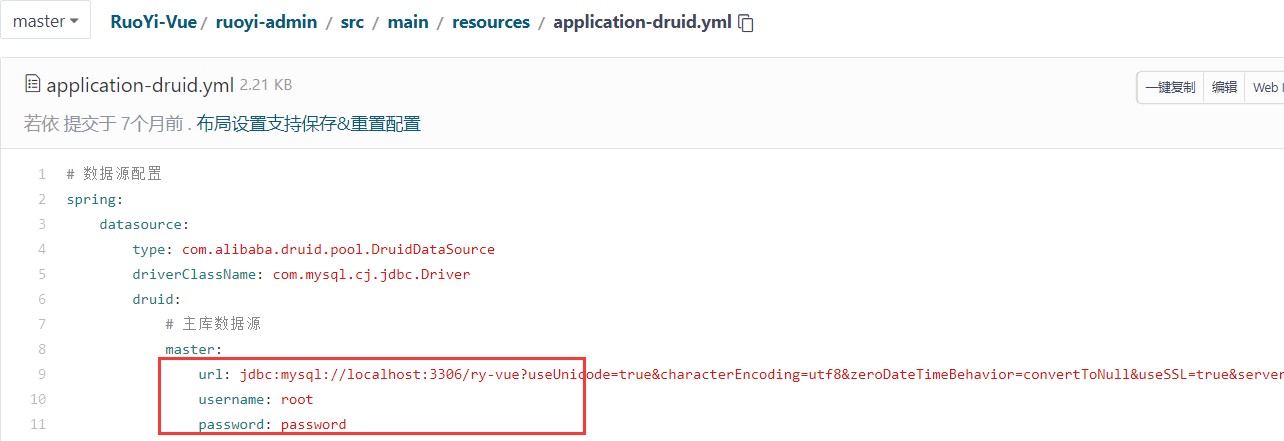 master RuoYi-Vue / ruoyi-admin / src / main / resources / application-druid.yml
application-druid.yml 2.21 KB 一键复制 编辑 Web
若依 提交于 7个月前 . 布局设置支持保存&重置配置
1 # 数据源配置
2 spring:
3 datasource:
4 type: com.alibaba.druid.pool.DruidDataSource
5 driverClassName: com.mysql.cj.jdbc.Driver
6 druid:
7 # 主库数据源
8 master:
9 url: jdbc:mysql://localhost:3306/ry-vue?useUnicode=true&characterEncoding=utf8&zeroDateTimeBehavior=convertToNull&useSSL=true&server
10 username: root
11 password: password